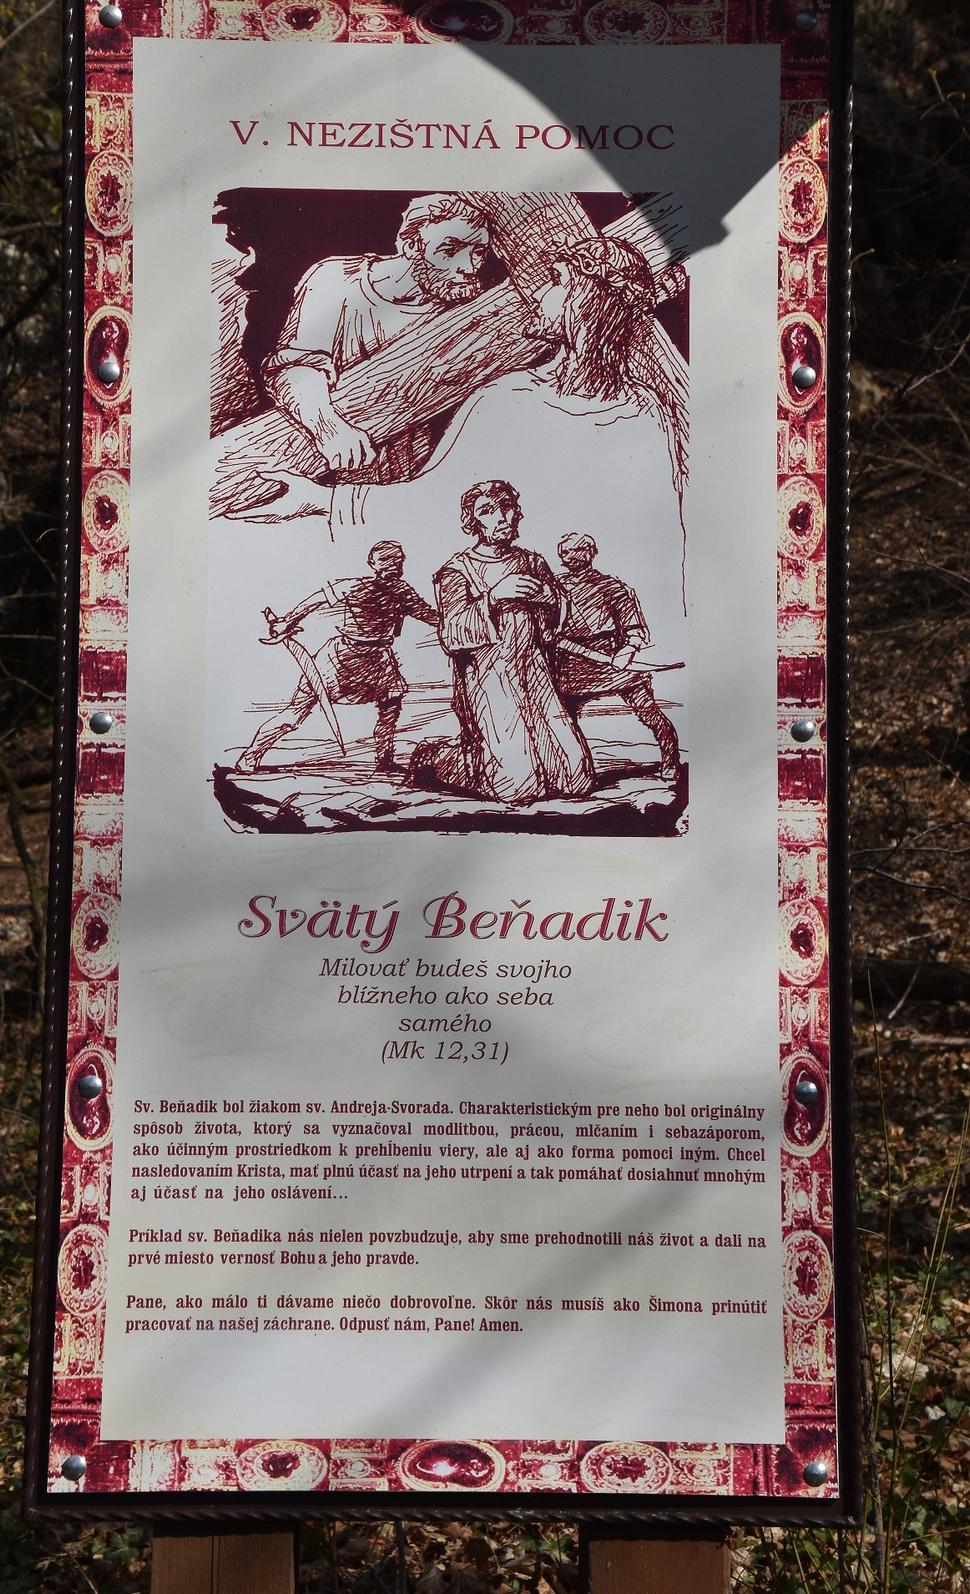 V. NEZIŠTNÁ POMOC
Svätý Beňadik
Milovať budeš svojho
blížneho ako seba
samého
(Mk 12,31)
Sv. Beňadik bol žiakom sv. Andreja-Svorada. Charakteristickým pre neho bol originálny
spôsob života, ktorý sa vyznačoval modlitbou, prácou, mlčaním i sebazáporom,
ako účinným prostriedkom k prehĺbeniu viery, ale aj ako forma pomoci iným. Chcel
nasledovaním Krista, mať plnú účasť na jeho utrpení a tak pomáhať dosiahnuť mnohým
aj účasť na jeho oslávení...
Príklad sv. Beňadika nás nielen povzbudzuje, aby sme prehodnotili náš život a dali na
prvé miesto vernosť Bohu a jeho pravde.
Pane, ako málo ti dávame niečo dobrovoľne. Skôr nás musíš ako Šimona prinútiť
pracovať na našej záchrane. Odpusť nám, Pane! Amen.